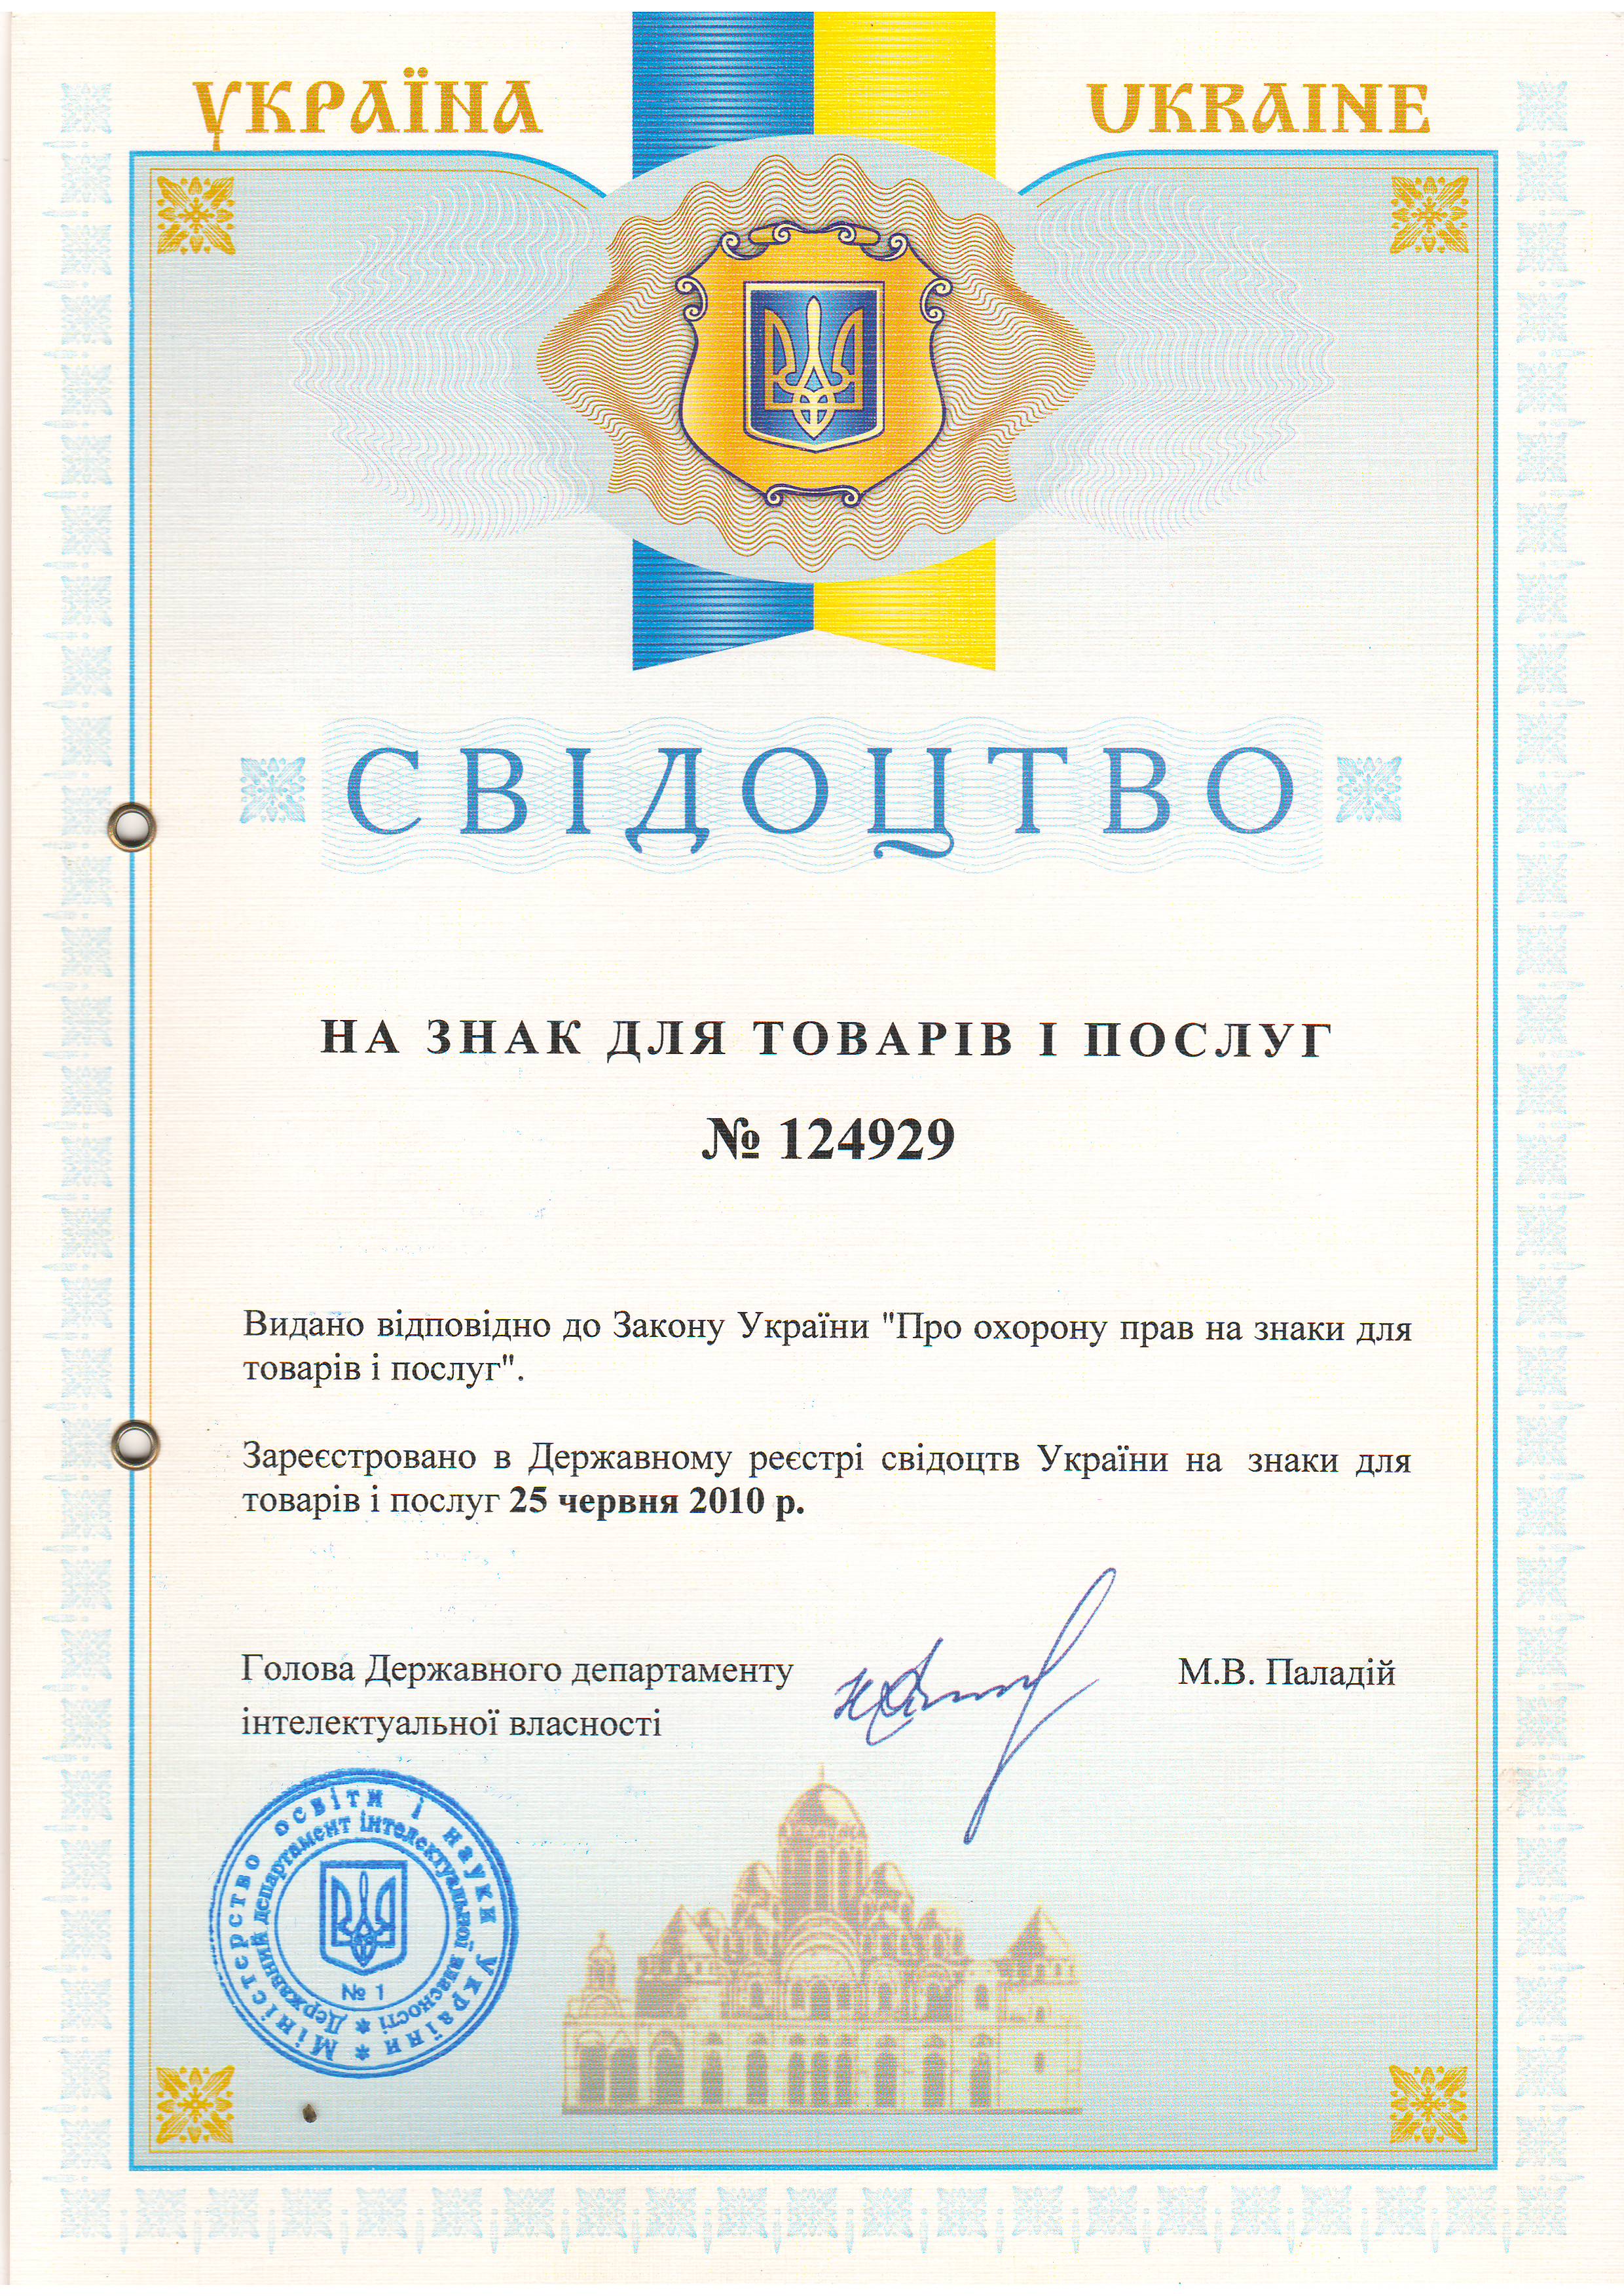 УКРАЇНА
UKRAINE
СВІДОЦТВО
НА ЗНАК ДЛЯ ТОВАРІВ І ПОСЛУГ
№ 124929
Видано відповідно до Закону України "Про охорону прав на знаки для
товарів і послуг".
Зареєстровано в Державному реєстрі свідоцтв України на знаки для
товарів і послуг 25 червня 2010 р.
Голова Державного департаменту
інтелектуальної власності
М.В. Паладій
Міністерство освіти і науки України *
Державний департамент інтелектуальної власності *
№ 1